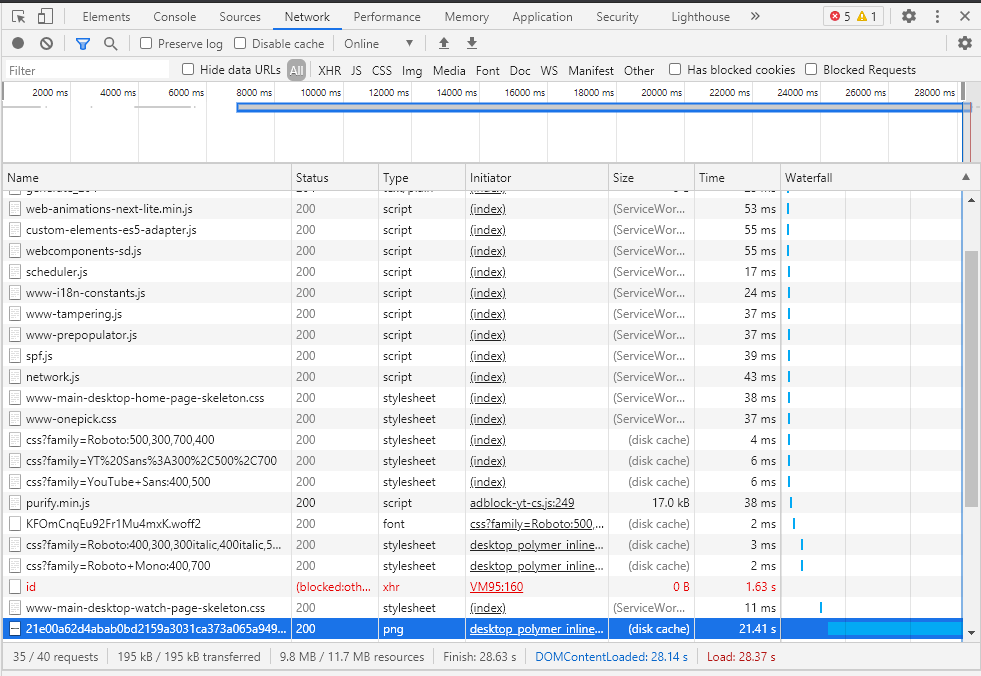 Elements Console Sources Network Performance Memory Application Security Lighthouse » 5 1
Preserve log Disable cache Online
Filter Hide data URLs All XHR JS CSS Img Media Font Doc WS Manifest Other Has blocked cookies Blocked Requests
2000 ms 4000 ms 6000 ms 8000 ms 10000 ms 12000 ms 14000 ms 16000 ms 18000 ms 20000 ms 22000 ms 24000 ms 26000 ms 28000 ms
Name Status Type Initiator Size Time Waterfall
web-animations-next-lite.min.js 200 script (index) (ServiceWor... 53 ms
custom-elements-es5-adapter.js 200 script (index) (ServiceWor... 55 ms
webcomponents-sd.js 200 script (index) (ServiceWor... 55 ms
scheduler.js 200 script (index) (ServiceWor... 17 ms
www-i18n-constants.js 200 script (index) (ServiceWor... 24 ms
www-tampering.js 200 script (index) (ServiceWor... 37 ms
www-prepopulator.js 200 script (index) (ServiceWor... 37 ms
spf.js 200 script (index) (ServiceWor... 39 ms
network.js 200 script (index) (ServiceWor... 43 ms
www-main-desktop-home-page-skeleton.css 200 stylesheet (index) (ServiceWor... 38 ms
www-onepick.css 200 stylesheet (index) (ServiceWor... 37 ms
css?family=Roboto:500,300,700,400 200 stylesheet (index) (disk cache) 4 ms
css?family=YT%20Sans%3A300%2C500%2C700 200 stylesheet (index) (disk cache) 6 ms
css?family=YouTube+Sans:400,500 200 stylesheet (index) (disk cache) 6 ms
purify.min.js 200 script adblock-yt-cs.js:249 17.0 kB 38 ms
KFOmCnqEu92Fr1Mu4mxK.woff2 200 font css?family=Roboto:500,... (disk cache) 2 ms
css?family=Roboto:400,300,300italic,400italic,5... 200 stylesheet desktop_polymer_inline... (disk cache) 3 ms
css?family=Roboto+Mono:400,700 200 stylesheet desktop_polymer_inline... (disk cache) 2 ms
id (blocked:oth... xhr VM95:160 0 B 1.63 s
www-main-desktop-watch-page-skeleton.css 200 stylesheet (index) (ServiceWor... 11 ms
21e00a62d4abab0bd2159a3031ca373a065a949... 200 png desktop_polymer_inline... (disk cache) 21.41 s
35 / 40 requests 195 kB / 195 kB transferred 9.8 MB / 11.7 MB resources Finish: 28.63 s DOMContentLoaded: 28.14 s Load: 28.37 s